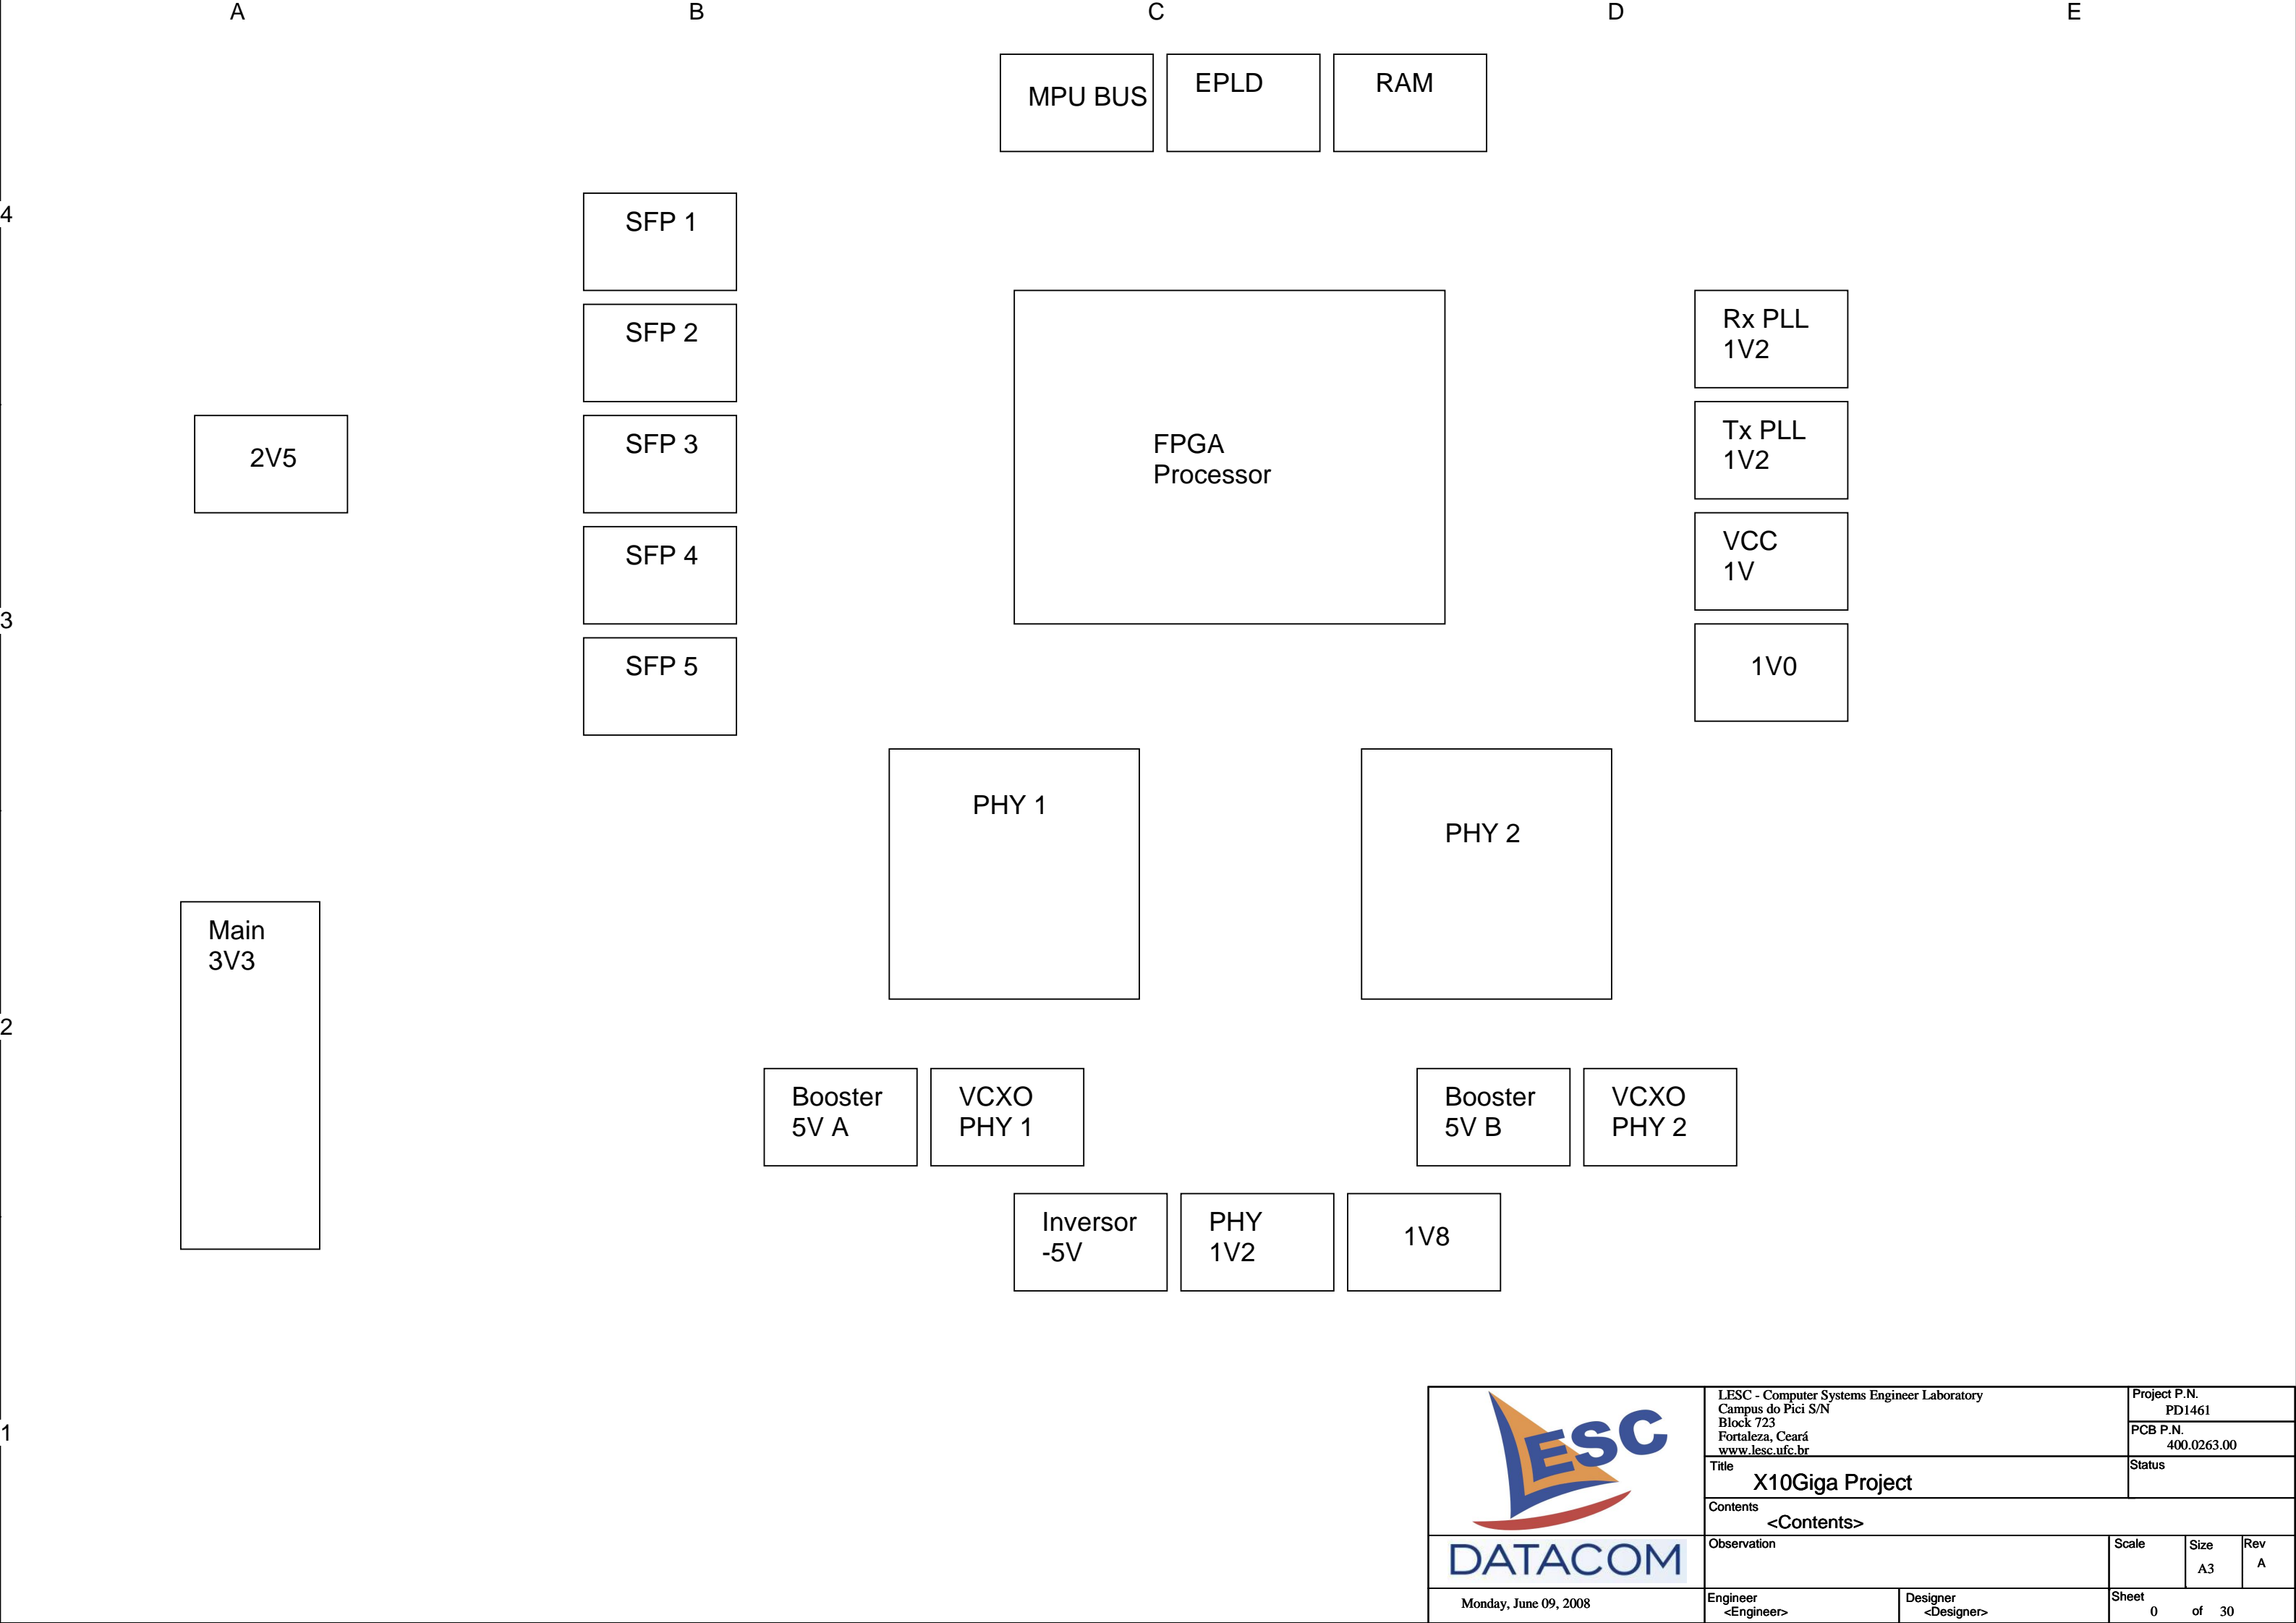 A
B
C
D
E
MPU BUS
EPLD
RAM
4
SFP 1
SFP 2
SFP 3
SFP 4
SFP 5
2V5
FPGA
Processor
Rx PLL
1V2
Tx PLL
1V2
VCC
1V
1V0
3
PHY 1
PHY 2
Main
3V3
2
Booster
5V A
VCXO
PHY 1
Booster
5V B
VCXO
PHY 2
Inversor
-5V
PHY
1V2
1V8
1
LESC
DATACOM
Monday, June 09, 2008
LESC - Computer Systems Engineer Laboratory
Campus do Pici S/N
Block 723
Fortaleza, Ceará
www.lesc.ufc.br
Project P.N.
PD1461
PCB P.N.
400.0263.00
Title
X10Giga Project
Status
Contents
<Contents>
Observation
Scale
Size
A3
Rev
A
Engineer
<Engineer>
Designer
<Designer>
Sheet
0 of 30